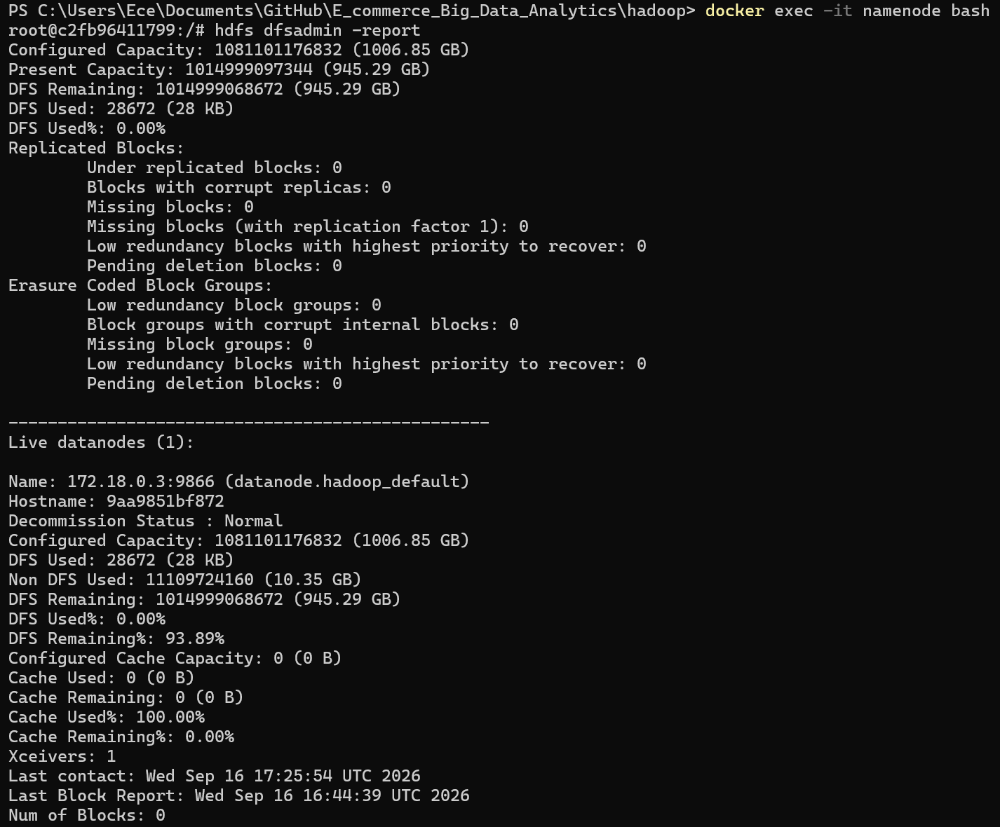 PS C:\Users\Ece\Documents\GitHub\E_commerce_Big_Data_Analytics\hadoop> docker exec -it namenode bash
root@c2fb96411799:/# hdfs dfsadmin -report
Configured Capacity: 1081101176832 (1006.85 GB)
Present Capacity: 1014999097344 (945.29 GB)
DFS Remaining: 1014999068672 (945.29 GB)
DFS Used: 28672 (28 KB)
DFS Used%: 0.00%
Replicated Blocks:
        Under replicated blocks: 0
        Blocks with corrupt replicas: 0
        Missing blocks: 0
        Missing blocks (with replication factor 1): 0
        Low redundancy blocks with highest priority to recover: 0
        Pending deletion blocks: 0
Erasure Coded Block Groups:
        Low redundancy block groups: 0
        Block groups with corrupt internal blocks: 0
        Missing block groups: 0
        Low redundancy blocks with highest priority to recover: 0
        Pending deletion blocks: 0

-------------------------------------------------
Live datanodes (1):

Name: 172.18.0.3:9866 (datanode.hadoop_default)
Hostname: 9aa9851bf872
Decommission Status : Normal
Configured Capacity: 1081101176832 (1006.85 GB)
DFS Used: 28672 (28 KB)
Non DFS Used: 11109724160 (10.35 GB)
DFS Remaining: 1014999068672 (945.29 GB)
DFS Used%: 0.00%
DFS Remaining%: 93.89%
Configured Cache Capacity: 0 (0 B)
Cache Used: 0 (0 B)
Cache Remaining: 0 (0 B)
Cache Used%: 100.00%
Cache Remaining%: 0.00%
Xceivers: 1
Last contact: Wed Sep 16 17:25:54 UTC 2026
Last Block Report: Wed Sep 16 16:44:39 UTC 2026
Num of Blocks: 0